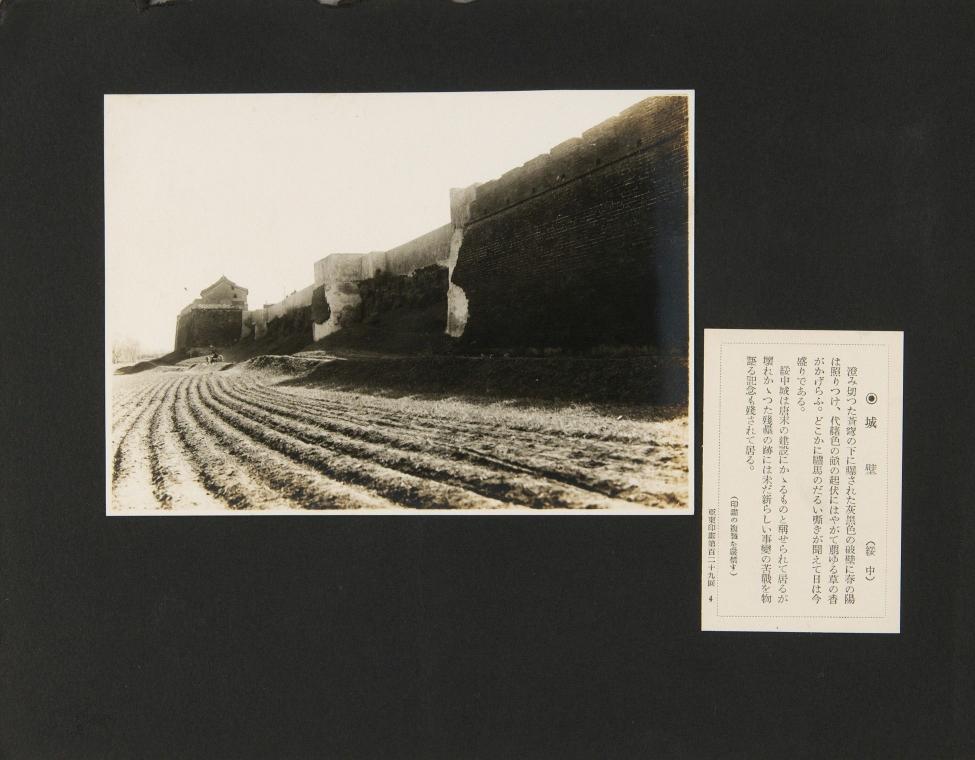 ◉ 城壁 (綏中)
澄み切つた蒼穹の下に曝された灰黒色の破壁に春の陽
は照りつけ、代赭色の畝の起伏にはやがて萠ゆる草の香
がかげらふ。どこかに驢馬のだるい嘶きが聞えて日は今
盛りである。
綏中城は唐末の建設にかゝるものと稱せられて居るが
壊れかゝつた残壘の跡には未だ新らしい事變の苦戰を物
語る記念も殘されて居る。
(印畫の複製を嚴禁す)
亞東印畫第百二十九回 4